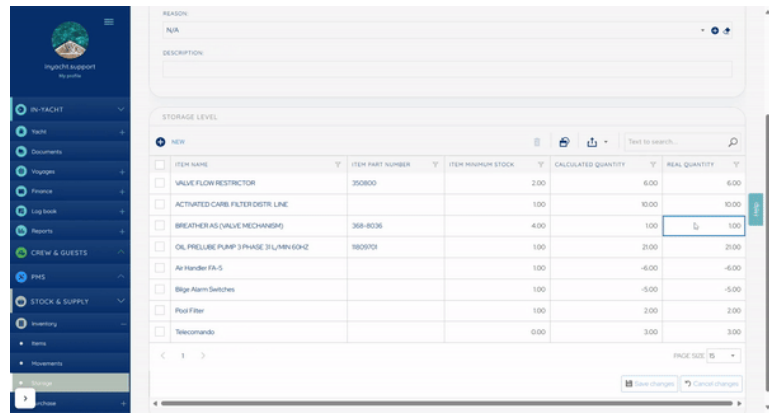 inyacht.support
My profile
IN-YACHT
Yacht
Documents
Voyages
Finance
Log book
Reports
CREW & GUESTS
PMS
STOCK & SUPPLY
Inventory
Items
Movements
Storage
Purchase
REASON:
N/A
DESCRIPTION:
STORAGE LEVEL
NEW
Text to search...
ITEM NAME ITEM PART NUMBER ITEM MINIMUM STOCK CALCULATED QUANTITY REAL QUANTITY
VALVE FLOW RESTRICTOR 350800 2.00 6.00 6.00
ACTIVATED CARB. FILTER DISTR. LINE 1.00 10.00 10.00
BREATHER AS (VALVE MECHANISM) 368-8036 4.00 1.00 1.00
OIL PRELUBE PUMP 3 PHASE 31 L/MIN 60HZ 9809701 1.00 21.00 21.00
Air Handler FA-5 1.00 -6.00 -6.00
Bilge Alarm Switches 1.00 -5.00 -5.00
Pool Filter 1.00 2.00 2.00
Telecomando 0.00 3.00 3.00
1
PAGE SIZE 15
Save changes Cancel changes
Help